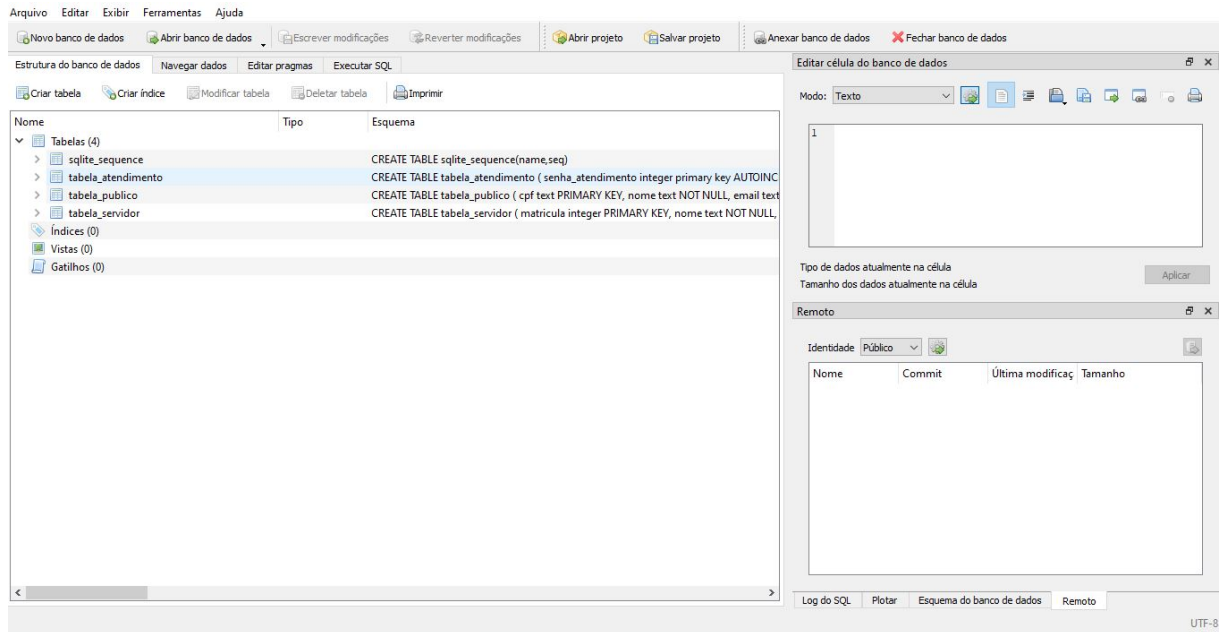 Arquivo Editar Exibir Ferramentas Ajuda
Novo banco de dados Abrir banco de dados Escrever modificações Reverter modificações Abrir projeto Salvar projeto Anexar banco de dados Fechar banco de dados
Estrutura do banco de dados Navegar dados Editar pragmas Executar SQL
Criar tabela Criar índice Modificar tabela Deletar tabela Imprimir
Nome Tipo Esquema
Tabelas (4)
sqlite_sequence CREATE TABLE sqlite_sequence(name,seq)
tabela_atendimento CREATE TABLE tabela_atendimento ( senha_atendimento integer primary key AUTOINC
tabela_publico CREATE TABLE tabela_publico ( cpf text PRIMARY KEY, nome text NOT NULL, email text
tabela_servidor CREATE TABLE tabela_servidor ( matricula integer PRIMARY KEY, nome text NOT NULL,
Índices (0)
Vistas (0)
Gatilhos (0)
Editar célula do banco de dados
Modo: Texto
1
Tipo de dados atualmente na célula
Tamanho dos dados atualmente na célula
Aplicar
Remoto
Identidade Público
Nome Commit Última modificaç Tamanho
Log do SQL Plotar Esquema do banco de dados Remoto
UTF-8